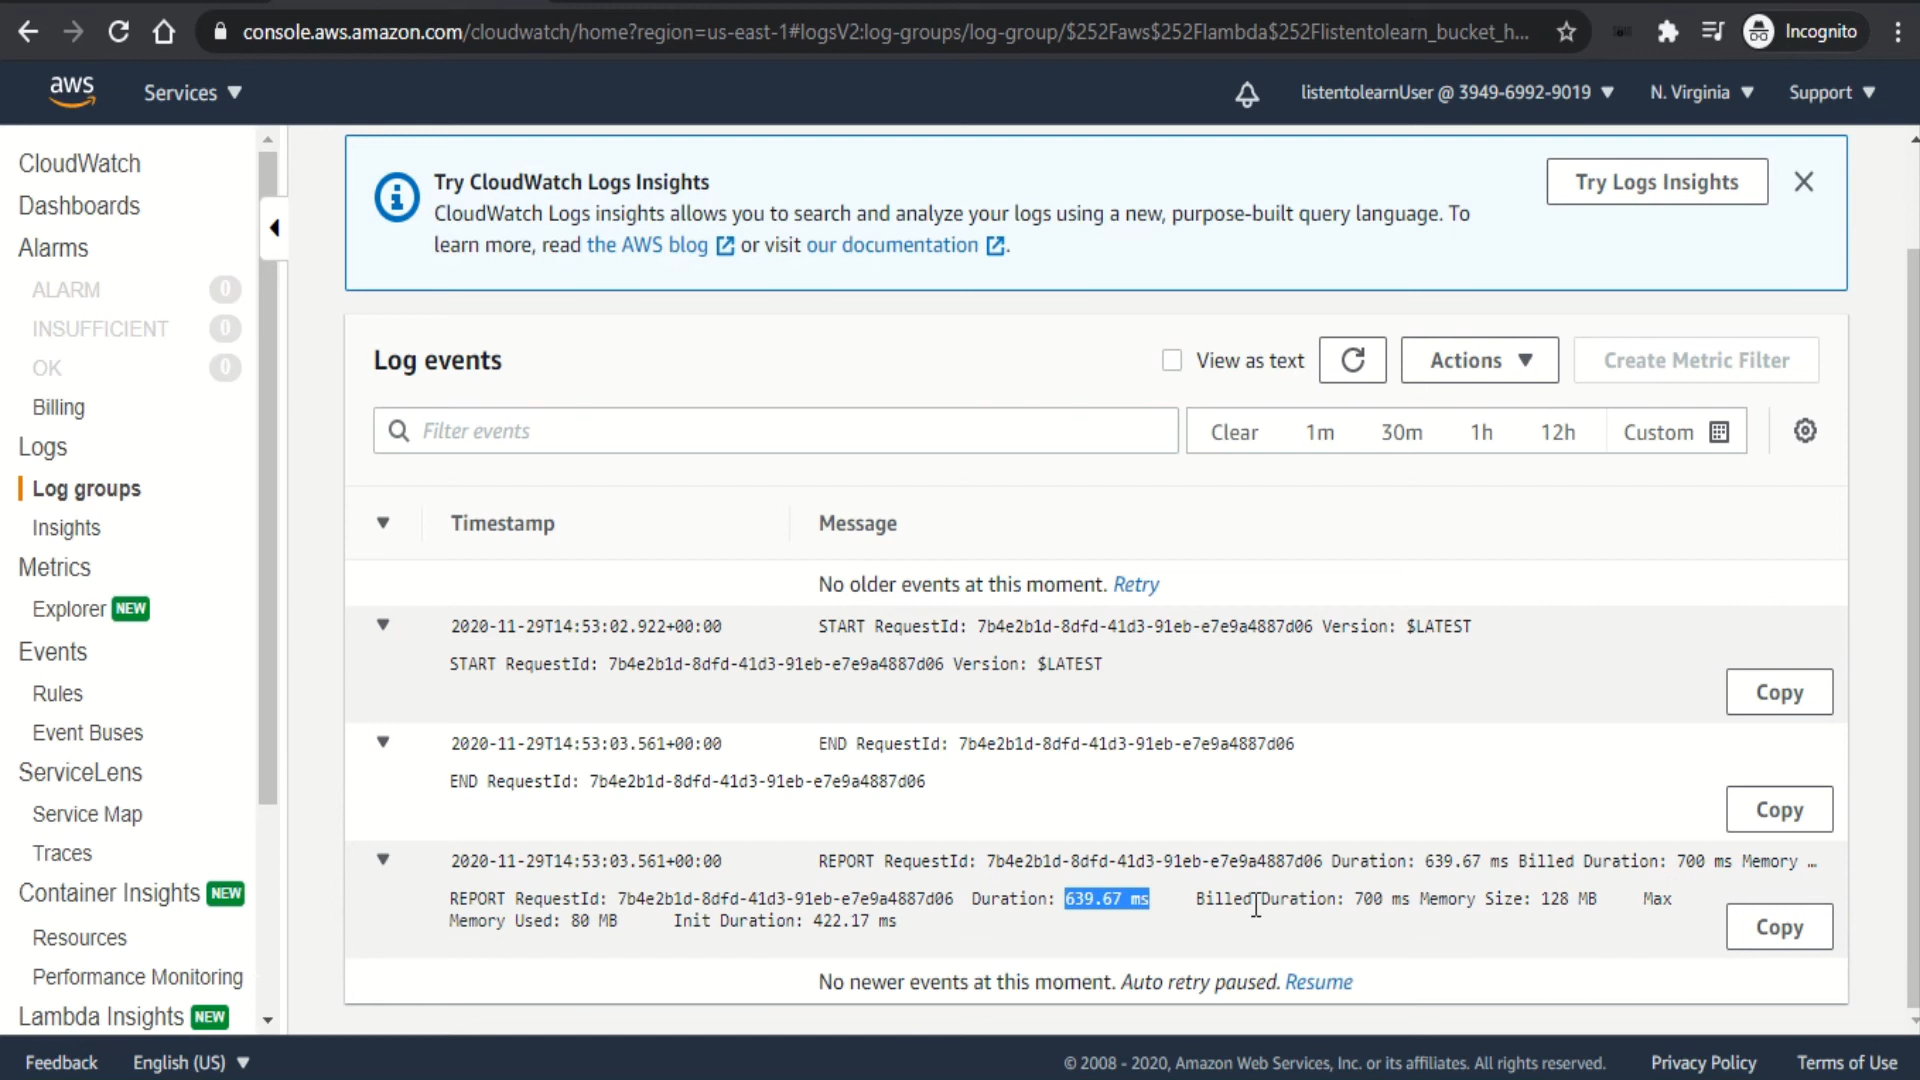 console.aws.amazon.com/cloudwatch/home?region=us-east-1#logsV2:log-groups/log-group/$252Faws$252Flambda$252Flistentolearn_bucket_h...
Incognito
aws
Services
listentolearnUser @ 3949-6992-9019
N. Virginia
Support
CloudWatch
Dashboards
Alarms
ALARM 0
INSUFFICIENT 0
OK 0
Billing
Logs
Log groups
Insights
Metrics
Explorer NEW
Events
Rules
Event Buses
ServiceLens
Service Map
Traces
Container Insights NEW
Resources
Performance Monitoring
Lambda Insights NEW
Try CloudWatch Logs Insights
CloudWatch Logs insights allows you to search and analyze your logs using a new, purpose-built query language. To
learn more, read the AWS blog or visit our documentation .
Try Logs Insights
Log events
View as text
Actions
Create Metric Filter
Filter events
Clear 1m 30m 1h 12h Custom
Timestamp Message
No older events at this moment. Retry
2020-11-29T14:53:02.922+00:00 START RequestId: 7b4e2b1d-8dfd-41d3-91eb-e7e9a4887d06 Version: $LATEST
START RequestId: 7b4e2b1d-8dfd-41d3-91eb-e7e9a4887d06 Version: $LATEST
Copy
2020-11-29T14:53:03.561+00:00 END RequestId: 7b4e2b1d-8dfd-41d3-91eb-e7e9a4887d06
END RequestId: 7b4e2b1d-8dfd-41d3-91eb-e7e9a4887d06
Copy
2020-11-29T14:53:03.561+00:00 REPORT RequestId: 7b4e2b1d-8dfd-41d3-91eb-e7e9a4887d06 Duration: 639.67 ms Billed Duration: 700 ms Memory ...
REPORT RequestId: 7b4e2b1d-8dfd-41d3-91eb-e7e9a4887d06 Duration: 639.67 ms Billed Duration: 700 ms Memory Size: 128 MB Max
Memory Used: 80 MB Init Duration: 422.17 ms
Copy
No newer events at this moment. Auto retry paused. Resume
Feedback
English (US)
© 2008 - 2020, Amazon Web Services, Inc. or its affiliates. All rights reserved.
Privacy Policy
Terms of Use